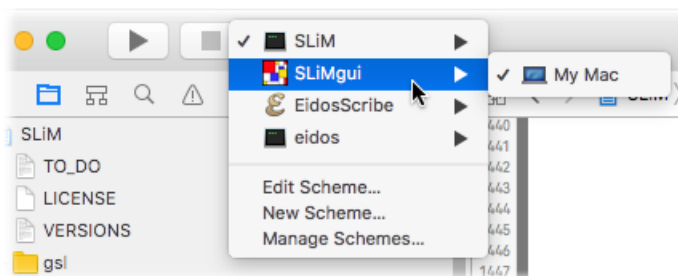 SLiM
SLiMgui
My Mac
EidosScribe
eidos
Edit Scheme...
New Scheme...
Manage Schemes...
SLiM
TO_DO
LICENSE
VERSIONS
gsl
SLiM
440
441
442
443
444
445
446
1447